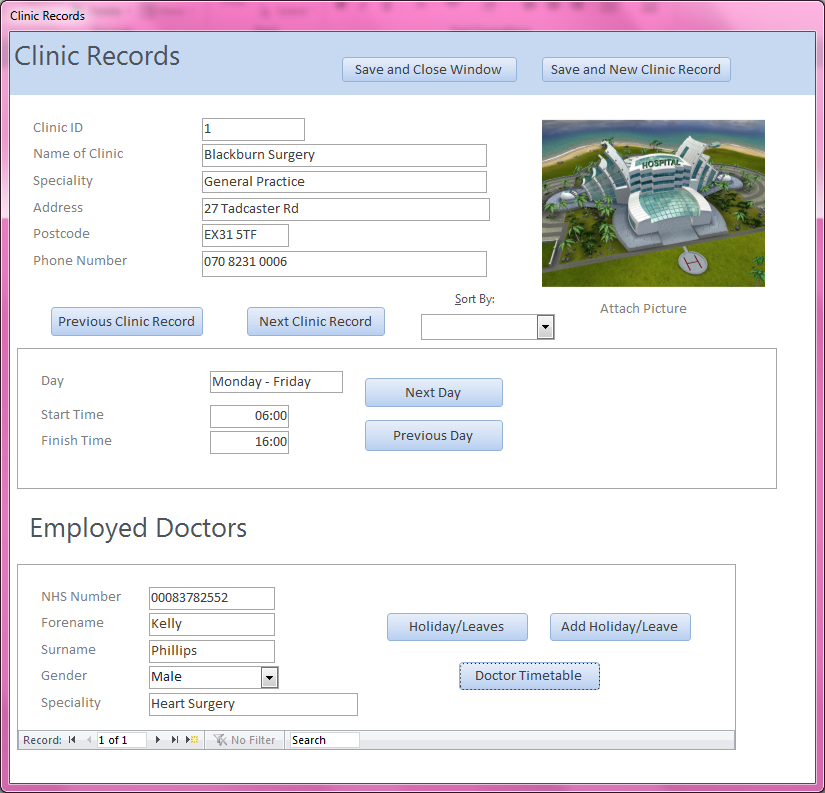 Clinic Records
Clinic Records
Save and Close Window
Save and New Clinic Record
Clinic ID 1
Name of Clinic Blackburn Surgery
Speciality General Practice
Address 27 Tadcaster Rd
Postcode EX31 5TF
Phone Number 070 8231 0006
HOSPITAL
H
Attach Picture
Previous Clinic Record
Next Clinic Record
Sort By:
Day Monday - Friday
Start Time 06:00
Finish Time 16:00
Next Day
Previous Day
Employed Doctors
NHS Number 00083782552
Forename Kelly
Surname Phillips
Gender Male
Speciality Heart Surgery
Holiday/Leaves
Add Holiday/Leave
Doctor Timetable
Record: 1 of 1 No Filter Search